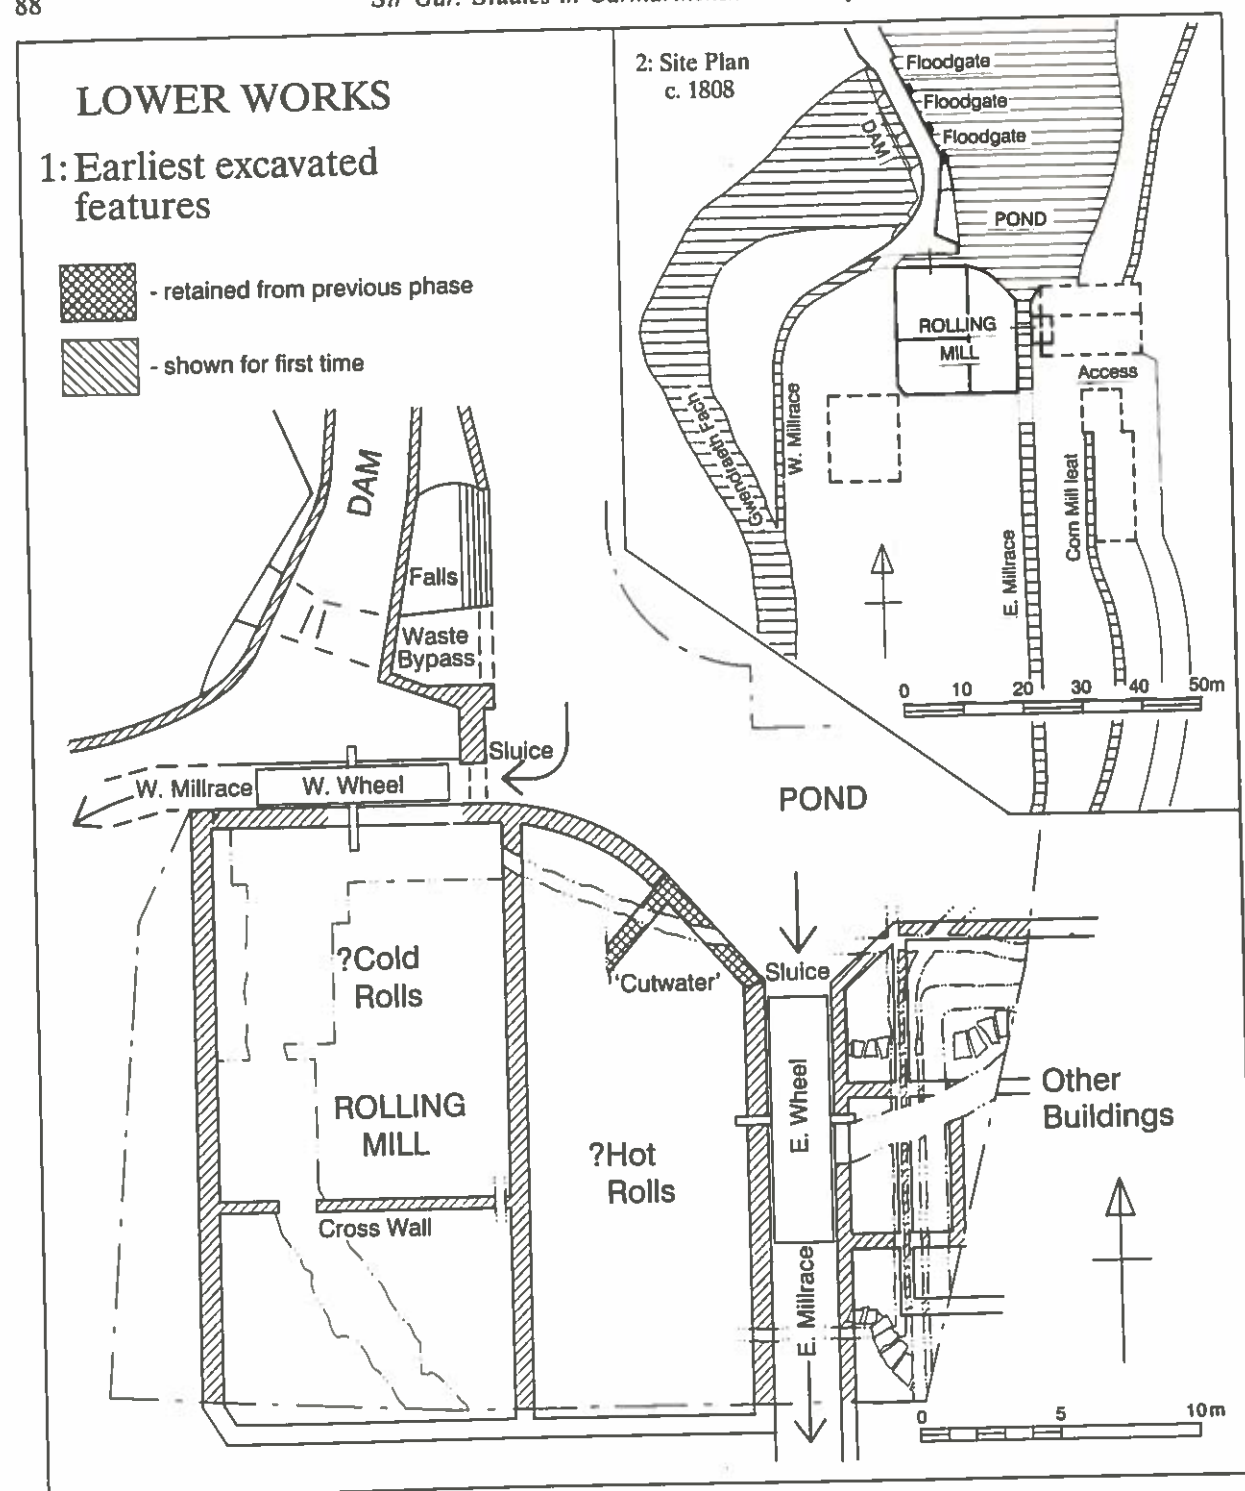 88
LOWER WORKS
1: Earliest excavated
features
- retained from previous phase
- shown for first time
2: Site Plan
c. 1808
Floodgate
Floodgate
Floodgate
DAM
POND
ROLLING
MILL
Access
W. Millrace
Gwendraeth Fach
E. Millrace
Corn Mill leat
0 10 20 30 40 50m
DAM
Falls
Waste
Bypass
Sluice
W. Millrace
W. Wheel
POND
?Cold
Rolls
'Cutwater'
Sluice
E. Wheel
ROLLING
MILL
?Hot
Rolls
Other
Buildings
Cross Wall
E. Millrace
0 5 10m